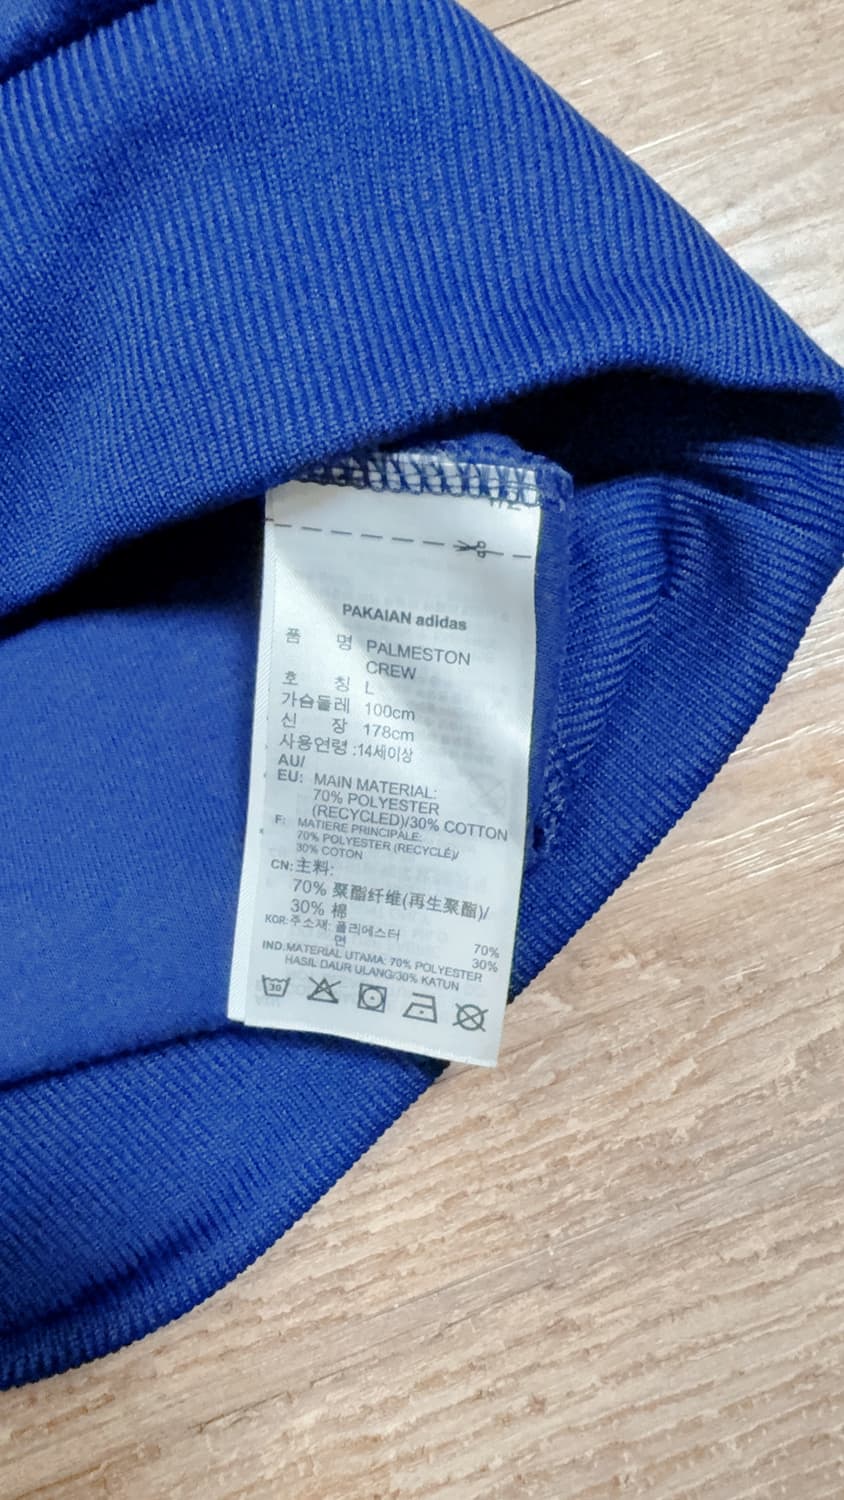 PAKAIAN adidas
품 명 PALMESTON
CREW
호 칭 L
가슴둘레 100cm
신 장 178cm
사용연령 :14세이상
AU/
EU: MAIN MATERIAL:
70% POLYESTER
(RECYCLED)/30% COTTON
F: MATIERE PRINCIPALE:
70% POLYESTER (RECYCLÉ)/
30% COTON
CN:主料:
70% 聚酯纤维(再生聚酯)/
30% 棉
KOR:주소재: 폴리에스터 70%
면 30%
IND:MATERIAL UTAMA: 70% POLYESTER
HASIL DAUR ULANG/30% KATUN
30